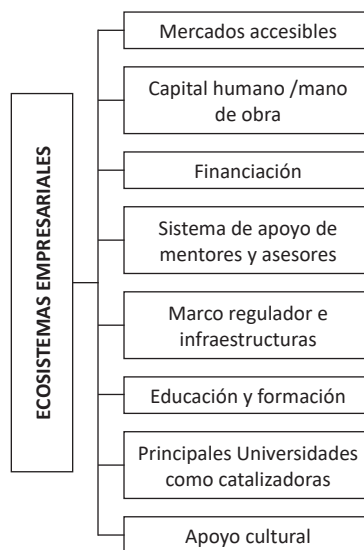 ECOSISTEMAS EMPRESARIALES
Mercados accesibles
Capital humano /mano
de obra
Financiación
Sistema de apoyo de
mentores y asesores
Marco regulador e
infraestructuras
Educación y formación
Principales Universidades
como catalizadoras
Apoyo cultural